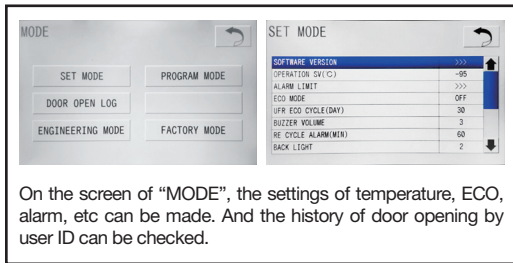 MODE
SET MODE PROGRAM MODE
DOOR OPEN LOG
ENGINEERING MODE FACTORY MODE
SET MODE
SOFTWARE VERSION >>>
OPERATION SV(℃) -95
ALARM LIMIT >>>
ECO MODE OFF
UFR ECO CYCLE(DAY) 30
BUZZER VOLUME 3
RE CYCLE ALARM(MIN) 60
BACK LIGHT 2
On the screen of “MODE”, the settings of temperature, ECO,
alarm, etc can be made. And the history of door opening by
user ID can be checked.